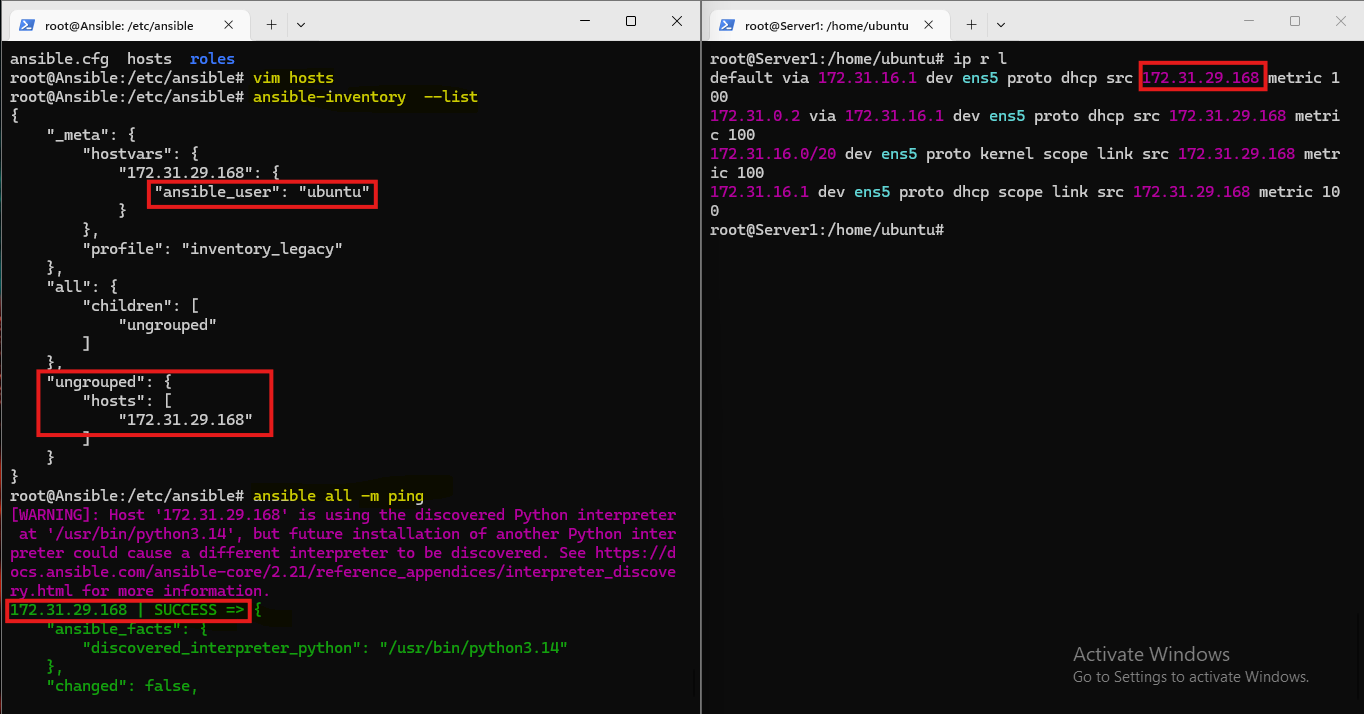 root@Ansible: /etc/ansible
ansible.cfg  hosts  roles
root@Ansible:/etc/ansible# vim hosts
root@Ansible:/etc/ansible# ansible-inventory  --list
{
    "_meta": {
        "hostvars": {
            "172.31.29.168": {
                "ansible_user": "ubuntu"
            }
        },
        "profile": "inventory_legacy"
    },
    "all": {
        "children": [
            "ungrouped"
        ]
    },
    "ungrouped": {
        "hosts": [
            "172.31.29.168"
        ]
    }
}
root@Ansible:/etc/ansible# ansible all -m ping
[WARNING]: Host '172.31.29.168' is using the discovered Python interpreter
 at '/usr/bin/python3.14', but future installation of another Python inter
preter could cause a different interpreter to be discovered. See https://d
ocs.ansible.com/ansible-core/2.21/reference_appendices/interpreter_discove
ry.html for more information.
172.31.29.168 | SUCCESS => {
    "ansible_facts": {
        "discovered_interpreter_python": "/usr/bin/python3.14"
    },
    "changed": false,
root@Server1: /home/ubuntu
root@Server1:/home/ubuntu# ip r l
default via 172.31.16.1 dev ens5 proto dhcp src 172.31.29.168 metric 1
00
172.31.0.2 via 172.31.16.1 dev ens5 proto dhcp src 172.31.29.168 metri
c 100
172.31.16.0/20 dev ens5 proto kernel scope link src 172.31.29.168 metr
ic 100
172.31.16.1 dev ens5 proto dhcp scope link src 172.31.29.168 metric 10
0
root@Server1:/home/ubuntu#
Activate Windows
Go to Settings to activate Windows.